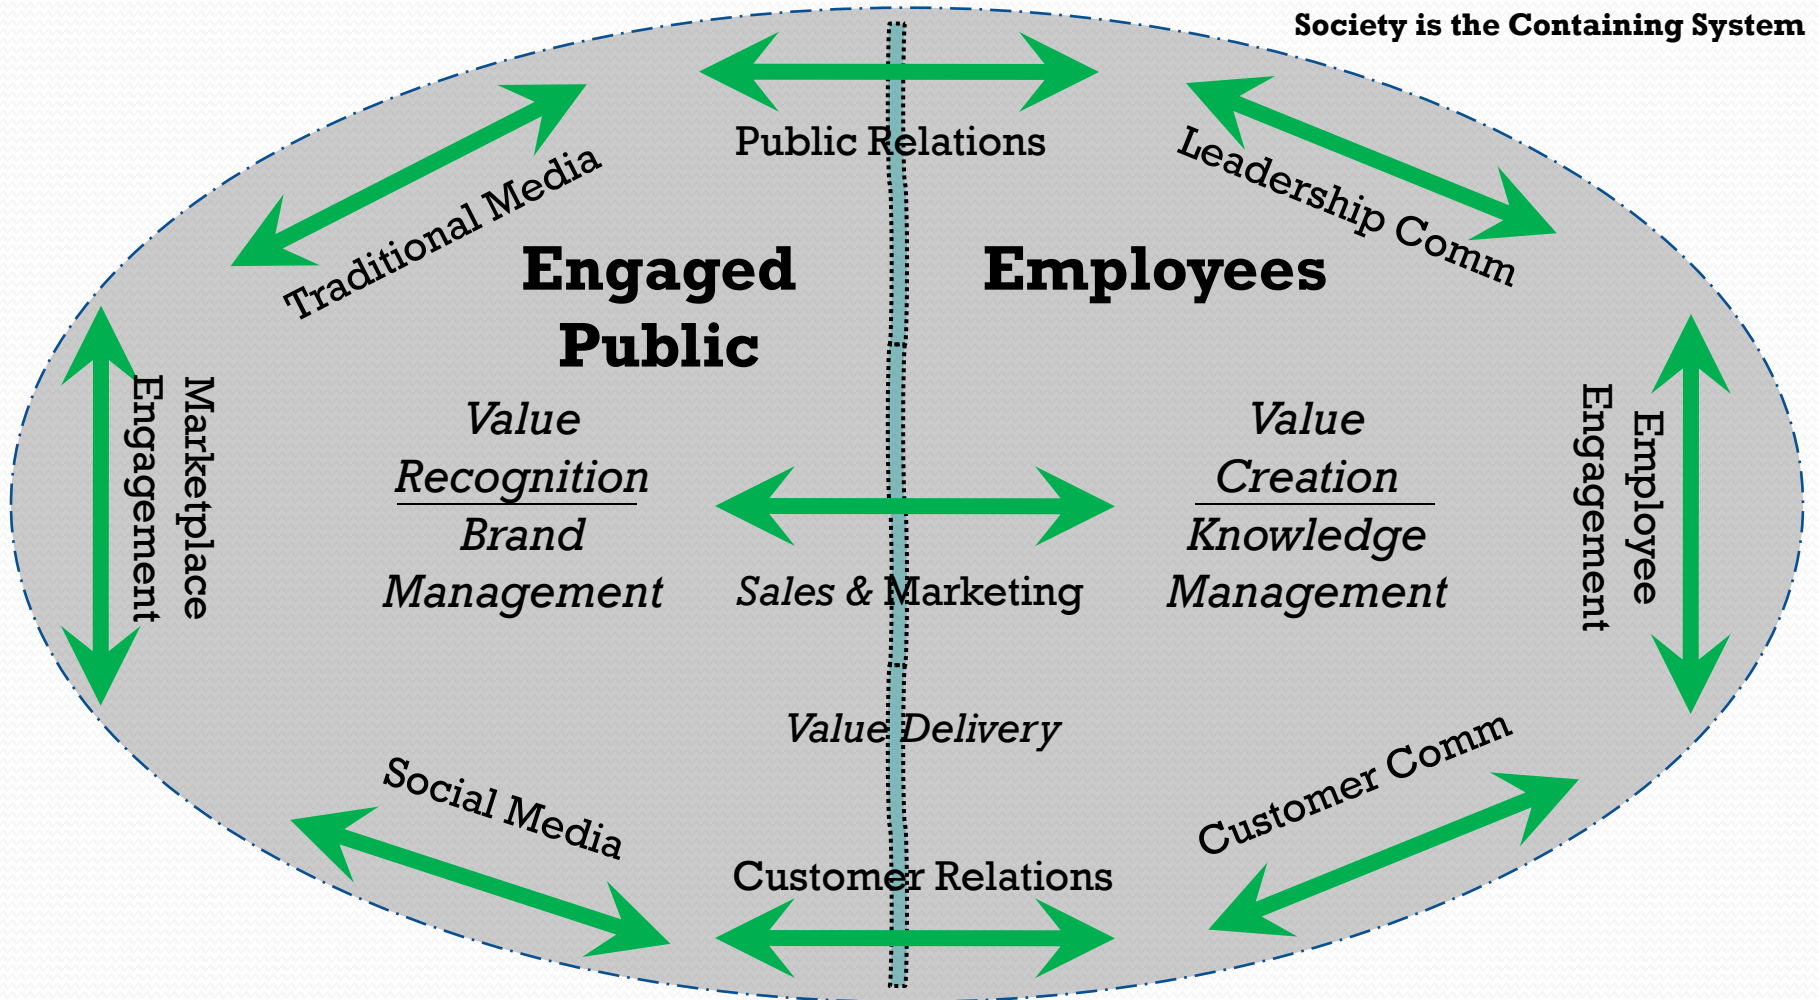 Society is the Containing System
Public Relations
Traditional Media
Leadership Comm
Engaged
Public
Employees
Marketplace
Engagement
Value
Recognition
Brand
Management
Sales & Marketing
Value
Creation
Knowledge
Management
Employee
Engagement
Value Delivery
Social Media
Customer Comm
Customer Relations